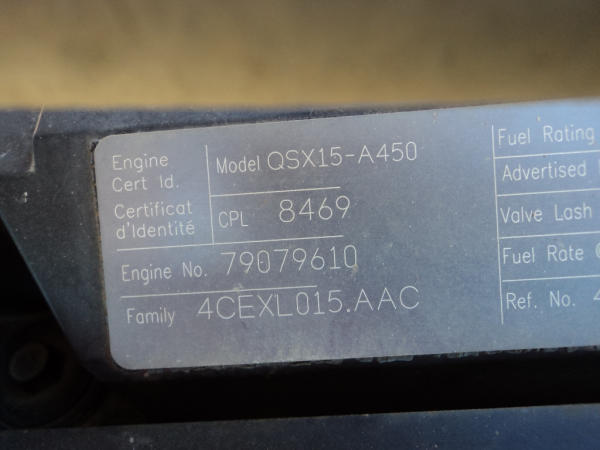 Engine
Cert Id.
Certificat
d'Identité
Model QSX15-A450
CPL 8469
Engine No. 79079610
Family 4CEXL015.AAC
Fuel Rating
Advertised
Valve Lash
Fuel Rate @
Ref. No. 4